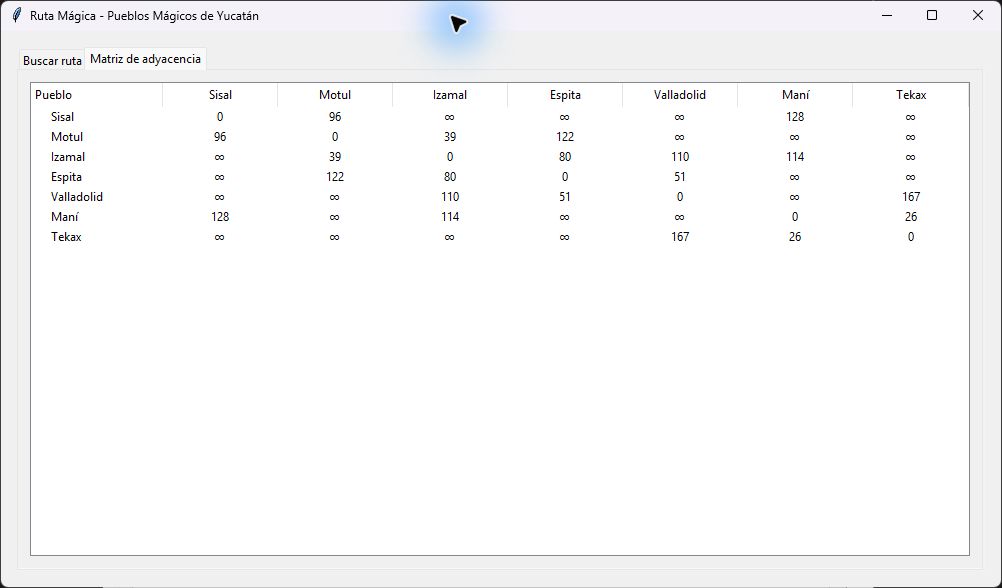 Ruta Mágica - Pueblos Mágicos de Yucatán
Buscar ruta Matriz de adyacencia
Pueblo Sisal Motul Izamal Espita Valladolid Maní Tekax
Sisal 0 96 ∞ ∞ ∞ 128 ∞
Motul 96 0 39 122 ∞ ∞ ∞
Izamal ∞ 39 0 80 110 114 ∞
Espita ∞ 122 80 0 51 ∞ ∞
Valladolid ∞ ∞ 110 51 0 ∞ 167
Maní 128 ∞ 114 ∞ ∞ 0 26
Tekax ∞ ∞ ∞ ∞ 167 26 0